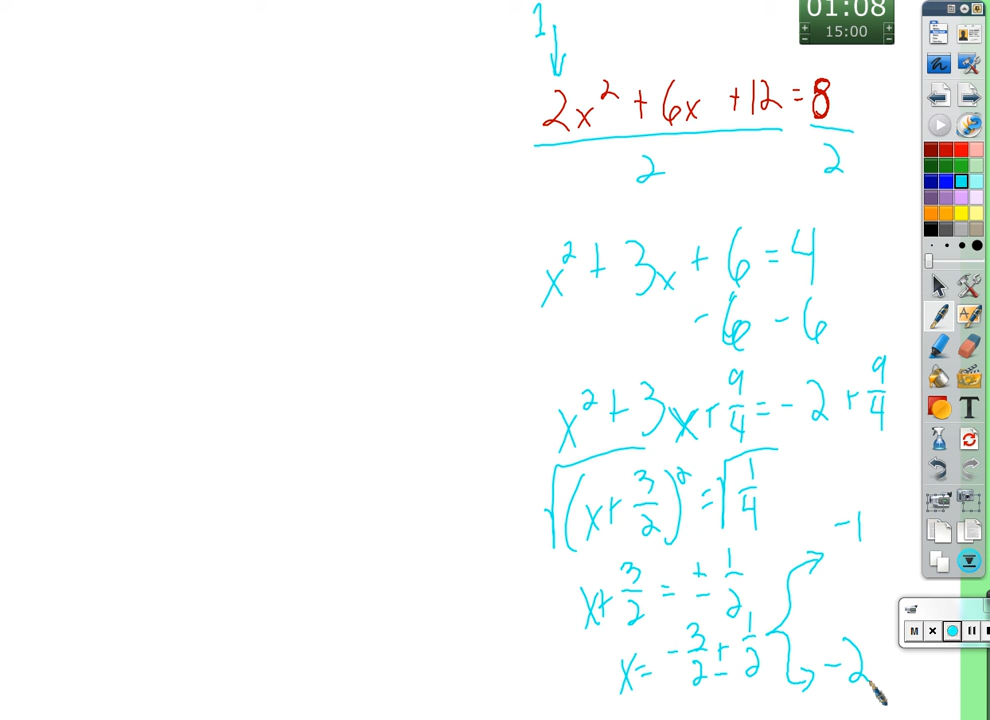 01:08
15:00
1
2x² + 6x + 12 = 8
2 2
x² + 3x + 6 = 4
- 6 - 6
x² + 3x + 9/4 = - 2 + 9/4
√(x + 3/2)² = √1/4
x + 3/2 = ± 1/2
x = - 3/2 ± 1/2
-1
-2
A
T
M